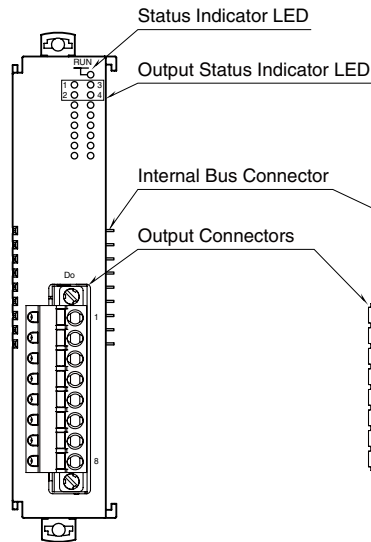 Status Indicator LED
RUN
Output Status Indicator LED
1 3
2 4
Internal Bus Connector
Output Connectors
Do
1
8